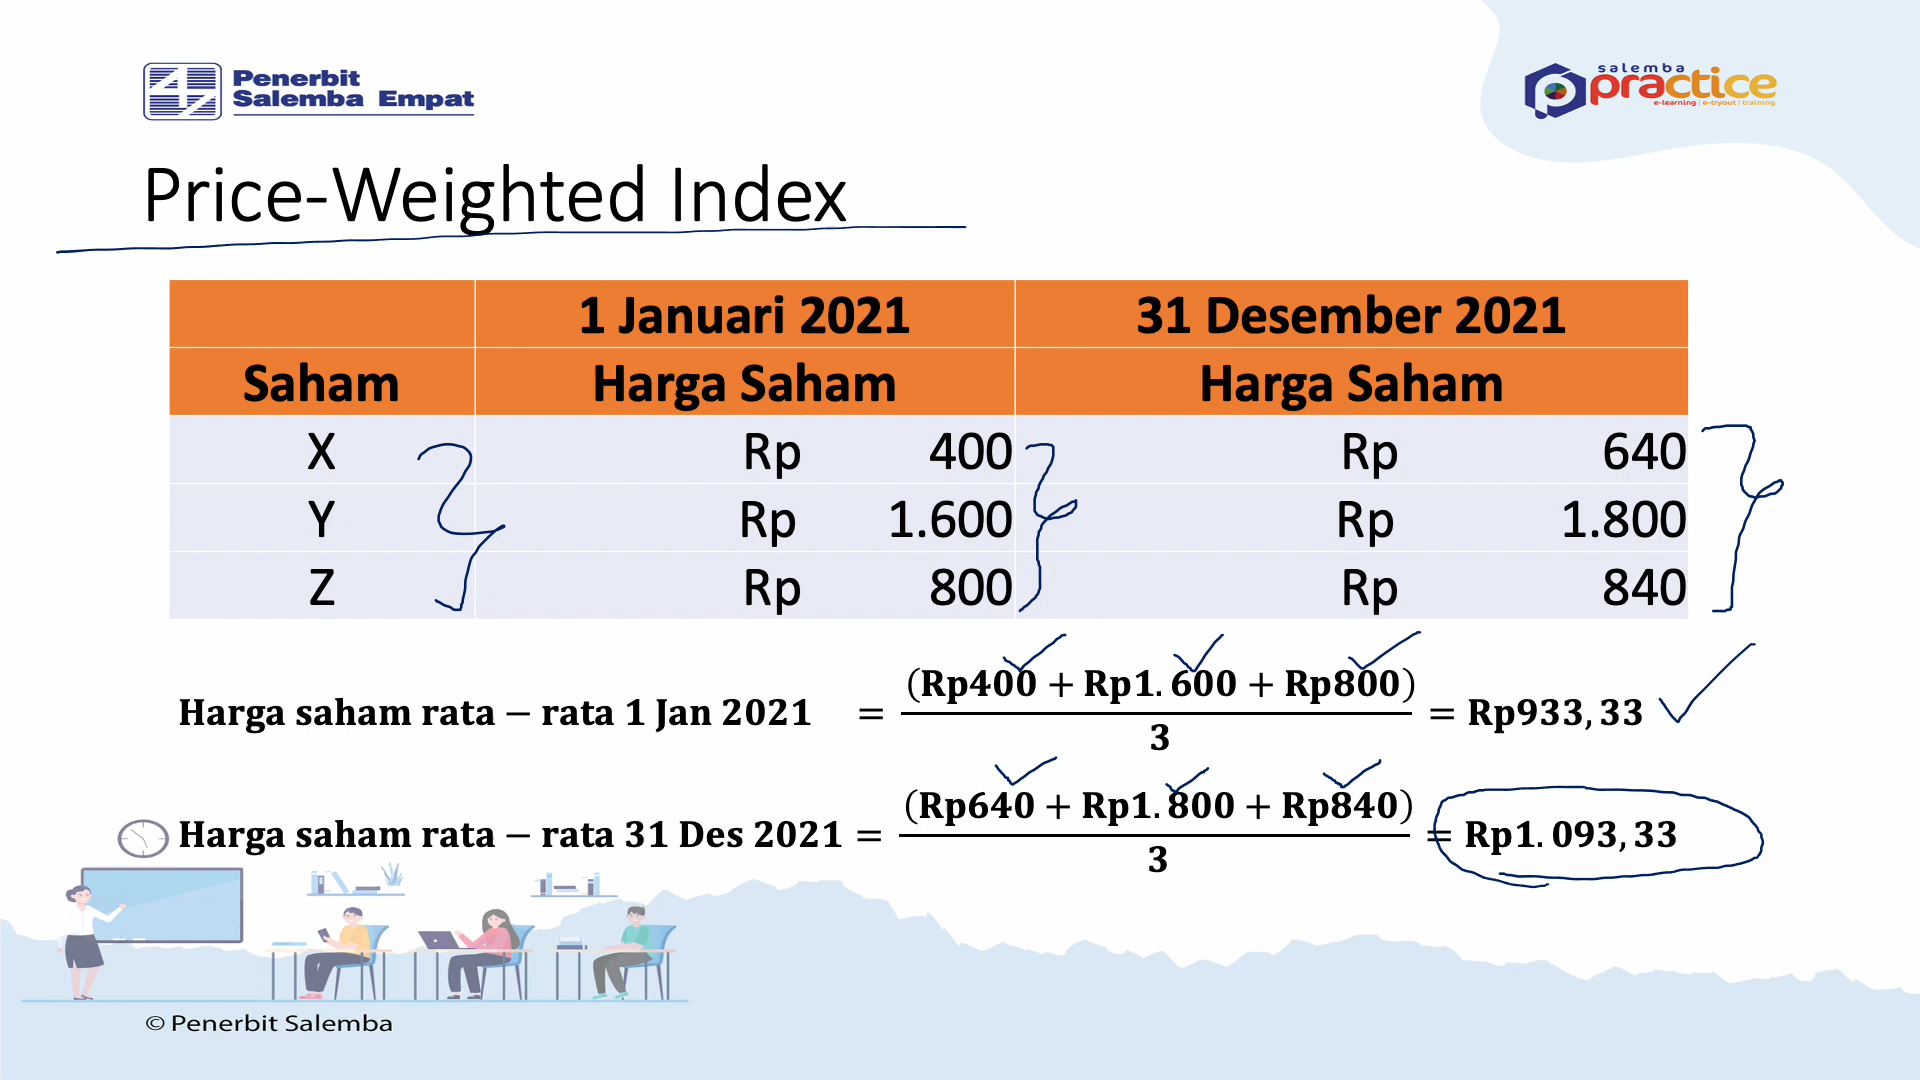 Penerbit
Salemba Empat
salemba
practice
e-learning | e-tryout | training
Price-Weighted Index
1 Januari 2021 31 Desember 2021
Saham Harga Saham Harga Saham
X Rp 400 Rp 640
Y Rp 1.600 Rp 1.800
Z Rp 800 Rp 840
Harga saham rata − rata 1 Jan 2021 = (Rp400 + Rp1. 600 + Rp800) / 3 = Rp933, 33
Harga saham rata − rata 31 Des 2021 = (Rp640 + Rp1. 800 + Rp840) / 3 = Rp1. 093, 33
© Penerbit Salemba